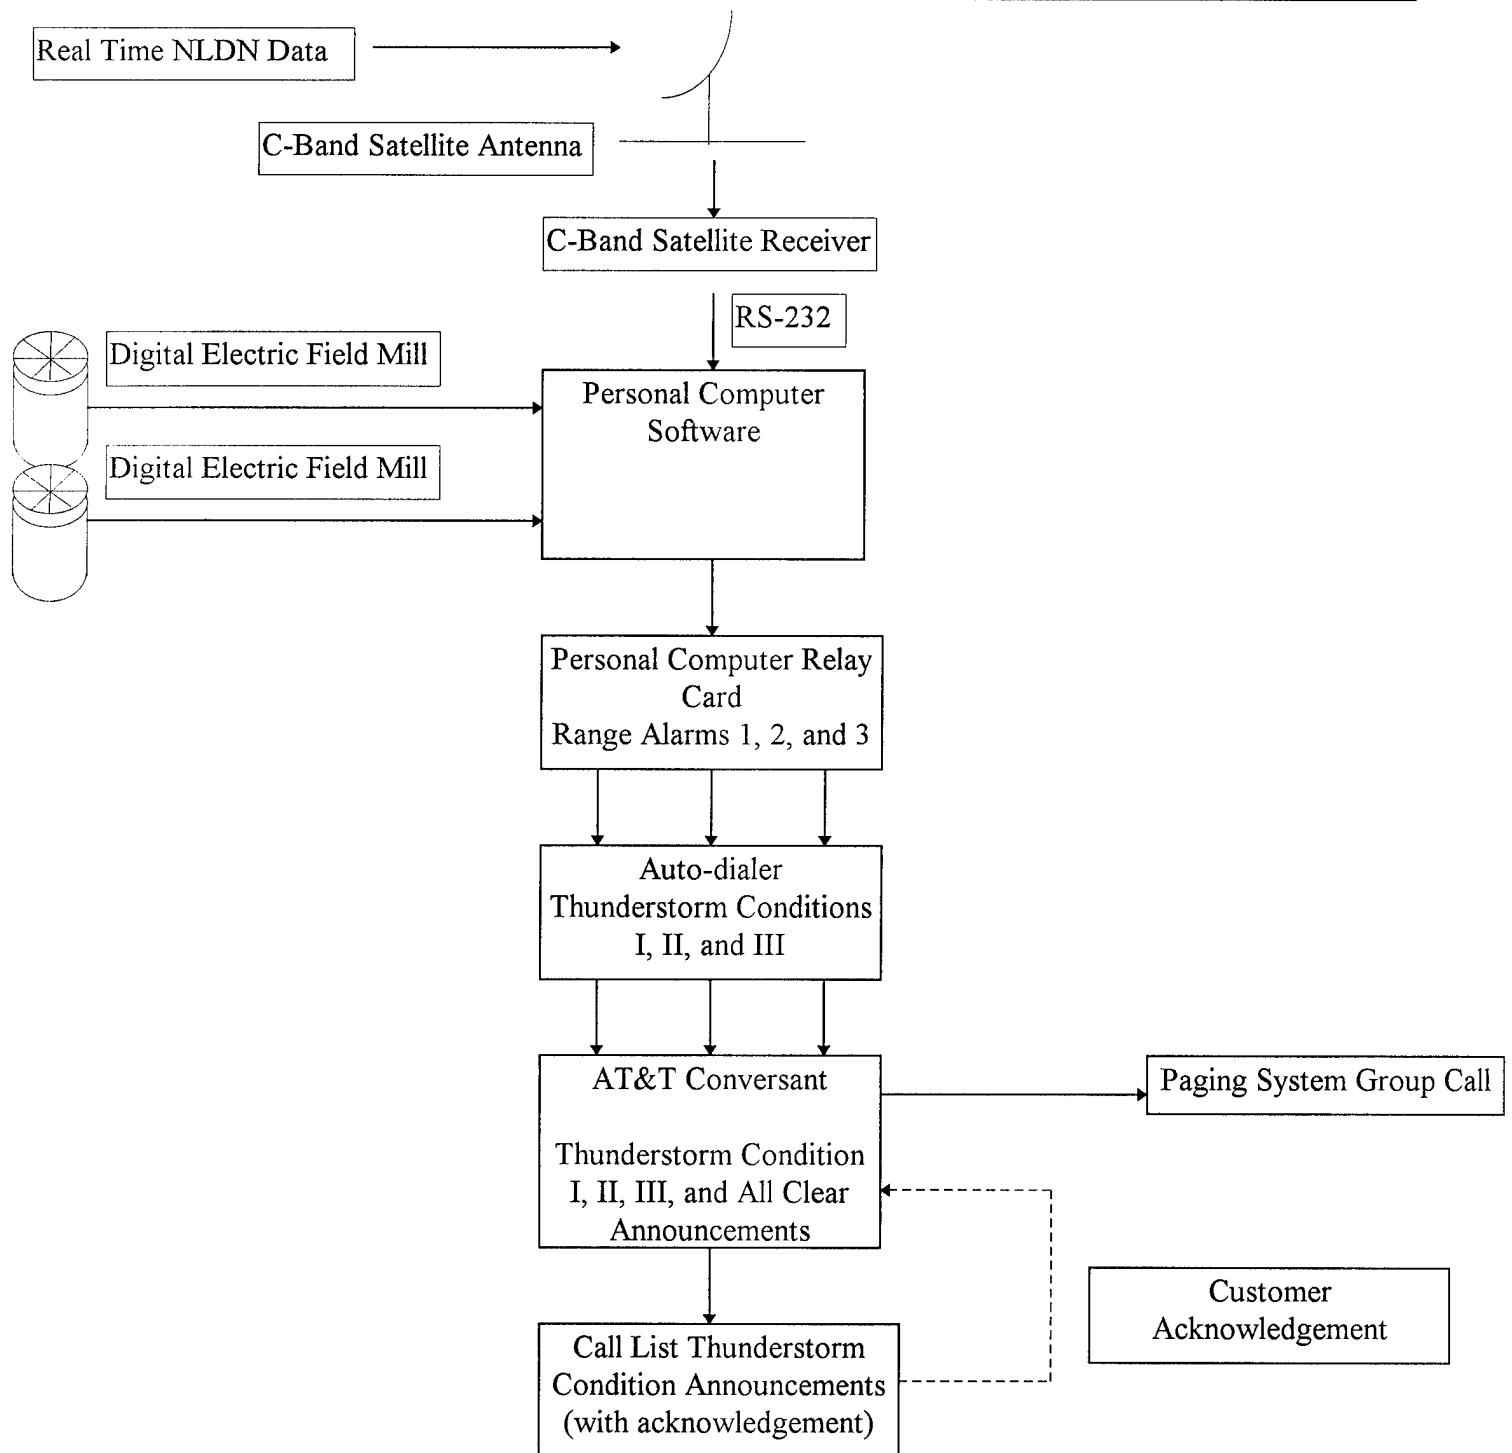 Real Time NLDN Data
C-Band Satellite Antenna
C-Band Satellite Receiver
RS-232
Digital Electric Field Mill
Personal Computer
Software
Digital Electric Field Mill
Personal Computer Relay
Card
Range Alarms 1, 2, and 3
Auto-dialer
Thunderstorm Conditions
I, II, and III
AT&T Conversant
Paging System Group Call
Thunderstorm Condition
I, II, III, and All Clear
Announcements
Customer
Acknowledgement
Call List Thunderstorm
Condition Announcements
(with acknowledgement)